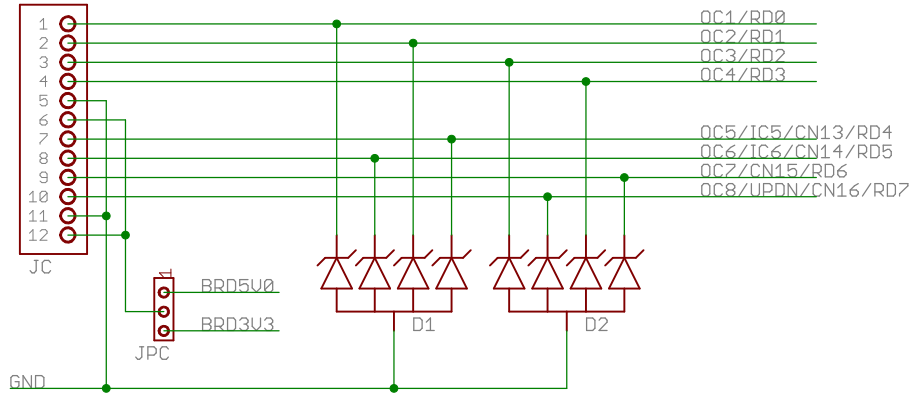 1 OC1/RD0
2 OC2/RD1
3 OC3/RD2
4 OC4/RD3
5
6
7 OC5/IC5/CN13/RD4
8 OC6/IC6/CN14/RD5
9 OC7/CN15/RD6
10 OC8/UPDN/CN16/RD7
11
12
JC
1
BRD5V0
BRD3V3
JPC
D1
D2
GND